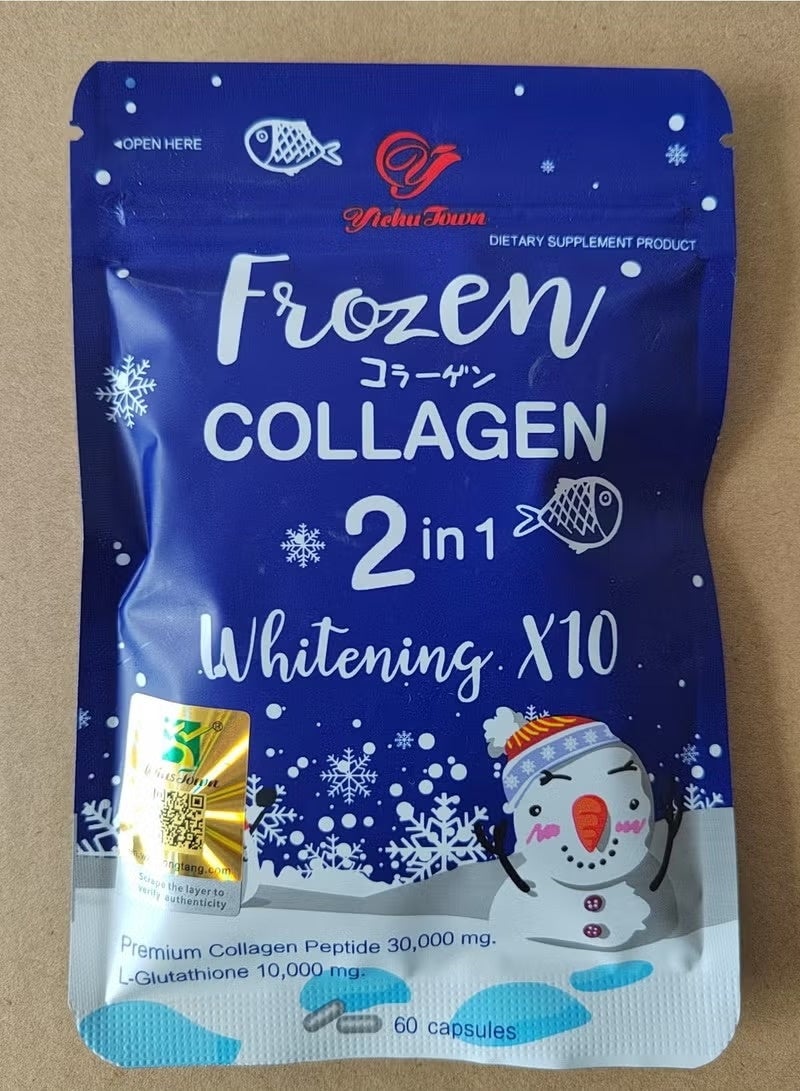 ◄OPEN HERE
Yichu Town
DIETARY SUPPLEMENT PRODUCT
Frozen
コラーゲン
COLLAGEN
2 in 1
Whitening X10
®
Town
Scrape the layer to
verify authenticity
Premium Collagen Peptide 30,000 mg.
L-Glutathione 10,000 mg.
60 capsules